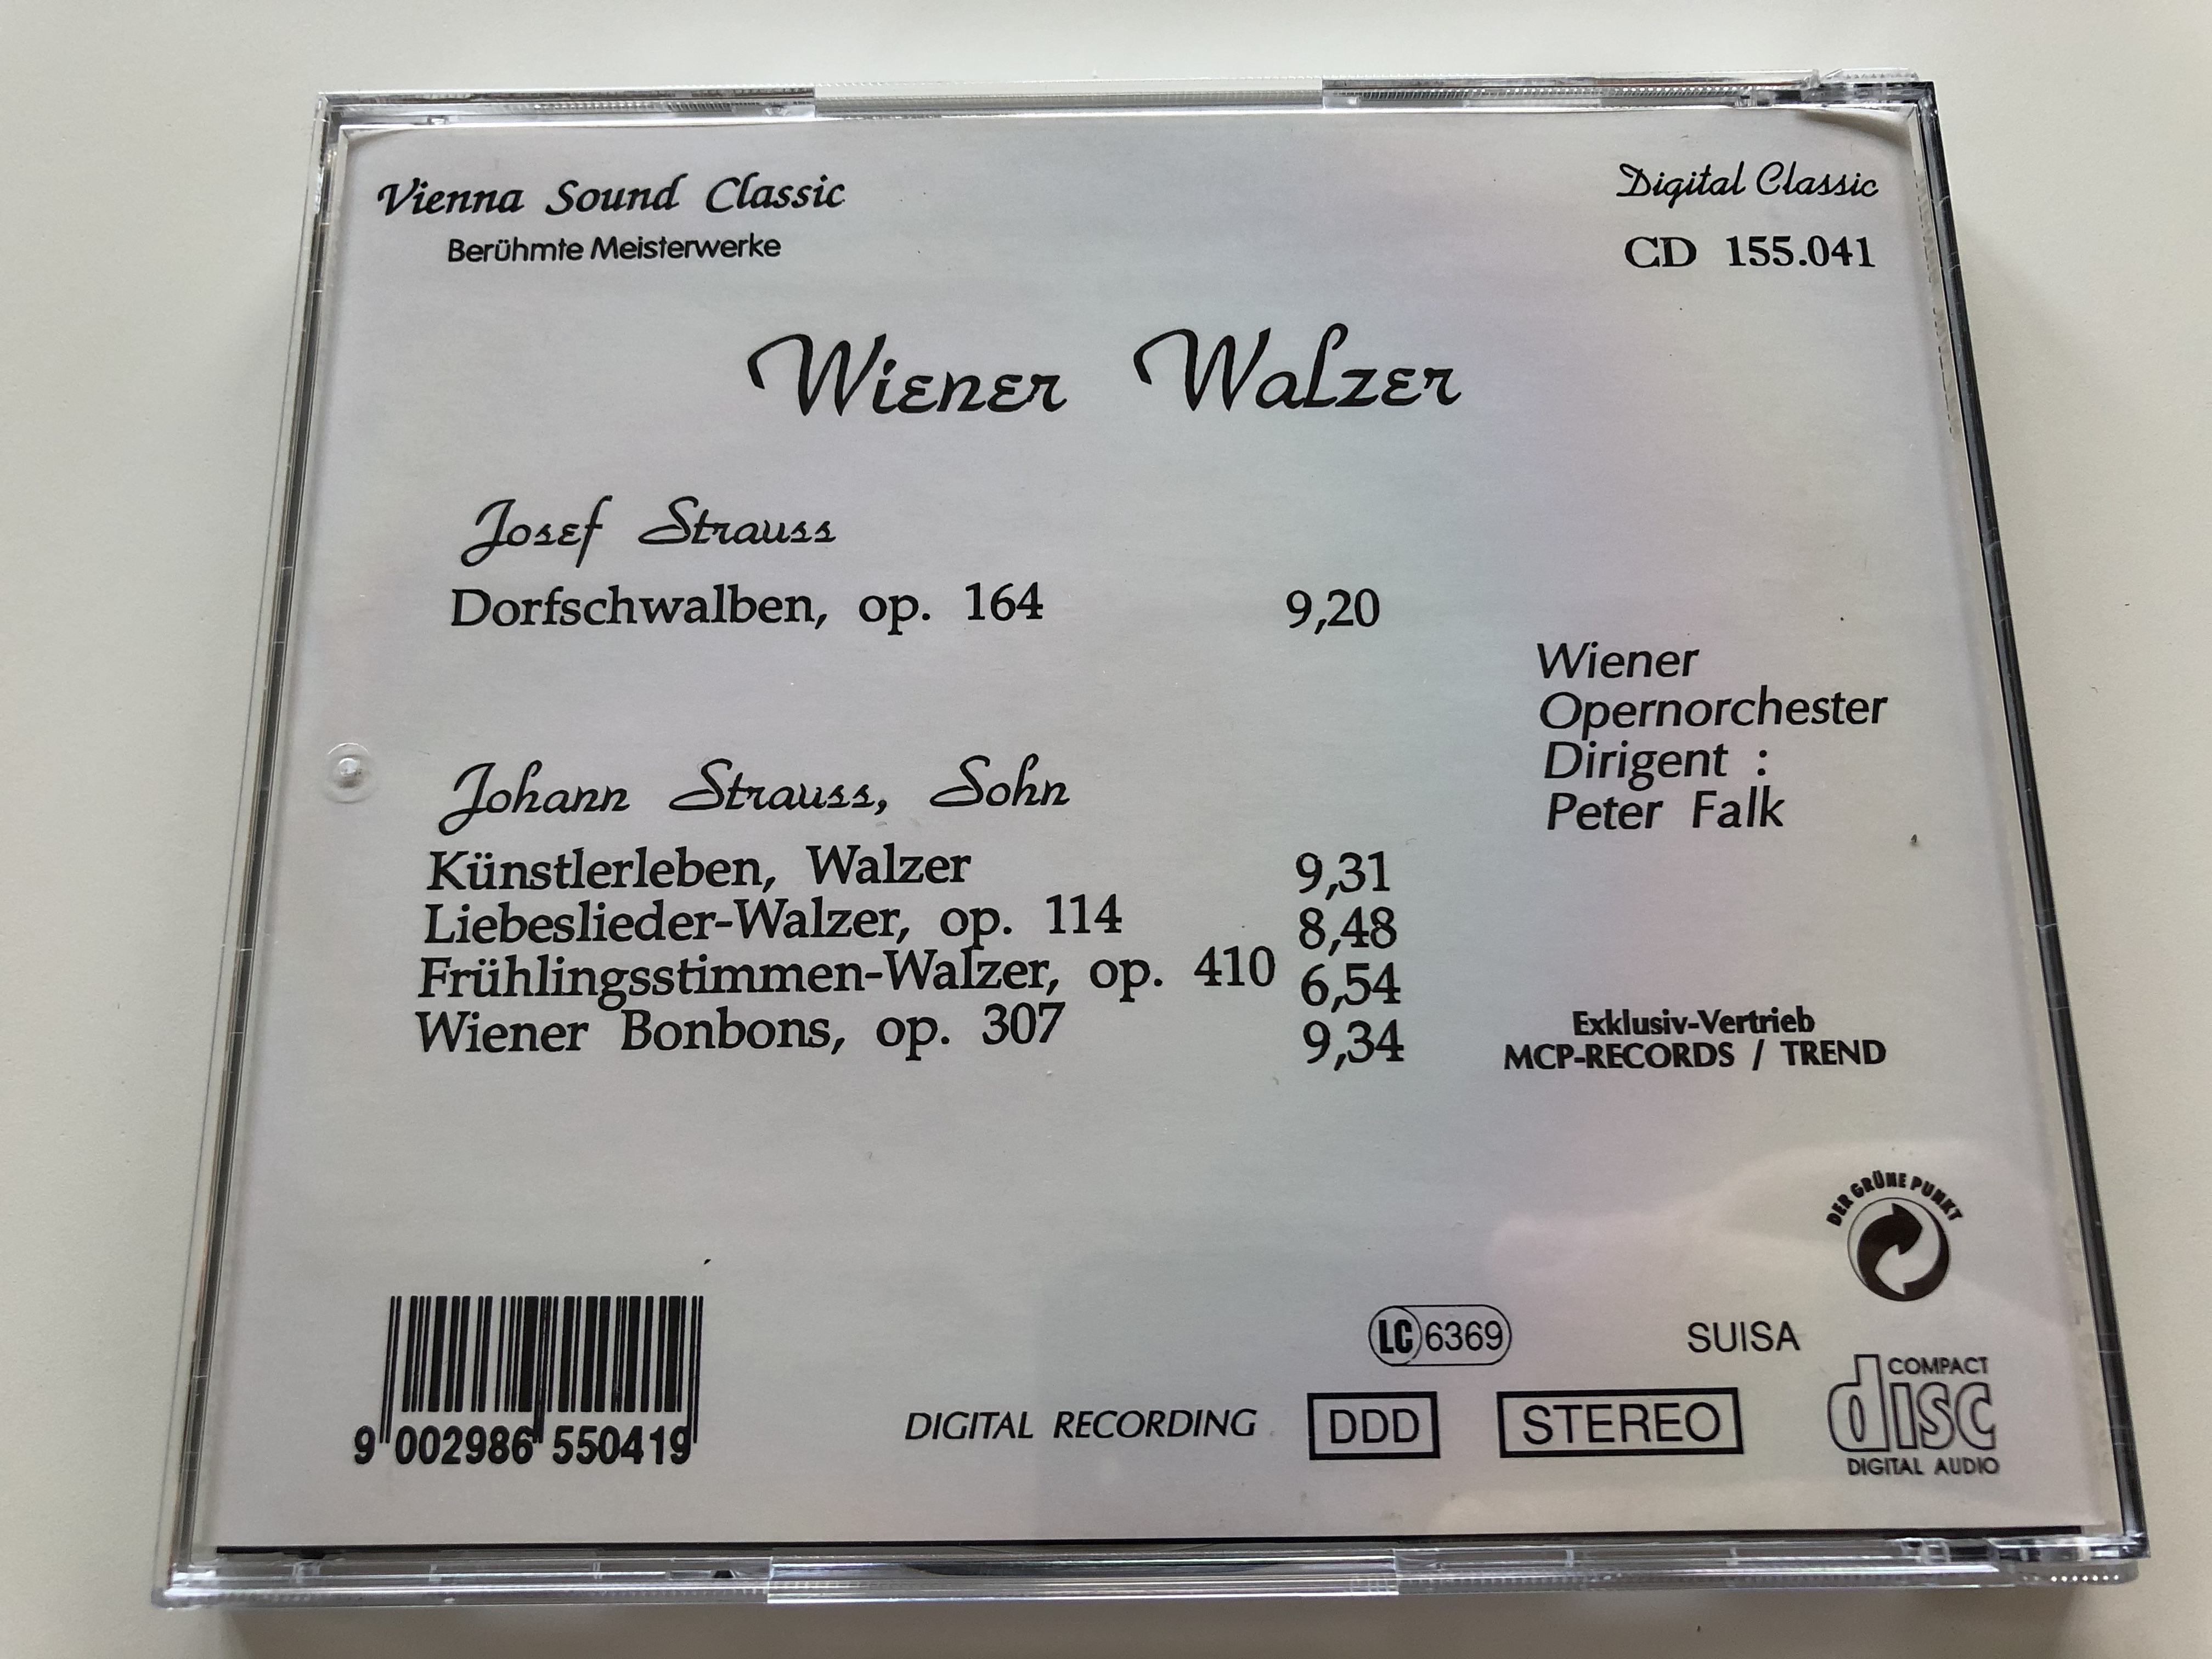 Vienna Sound Classic
Berühmte Meisterwerke
Digital Classic
CD 155.041
Wiener Walzer
Josef Strauss
Dorfschwalben, op. 164 9,20
Wiener
Opernorchester
Dirigent :
Peter Falk
Johann Strauss, Sohn
Künstlerleben, Walzer 9,31
Liebeslieder-Walzer, op. 114 8,48
Frühlingsstimmen-Walzer, op. 410 6,54
Wiener Bonbons, op. 307 9,34
Exklusiv-Vertrieb
MCP-RECORDS / TREND
DER GRÜNE PUNKT
9 002986 550419
LC 6369
SUISA
DIGITAL RECORDING
DDD
STEREO
COMPACT
disc
DIGITAL AUDIO